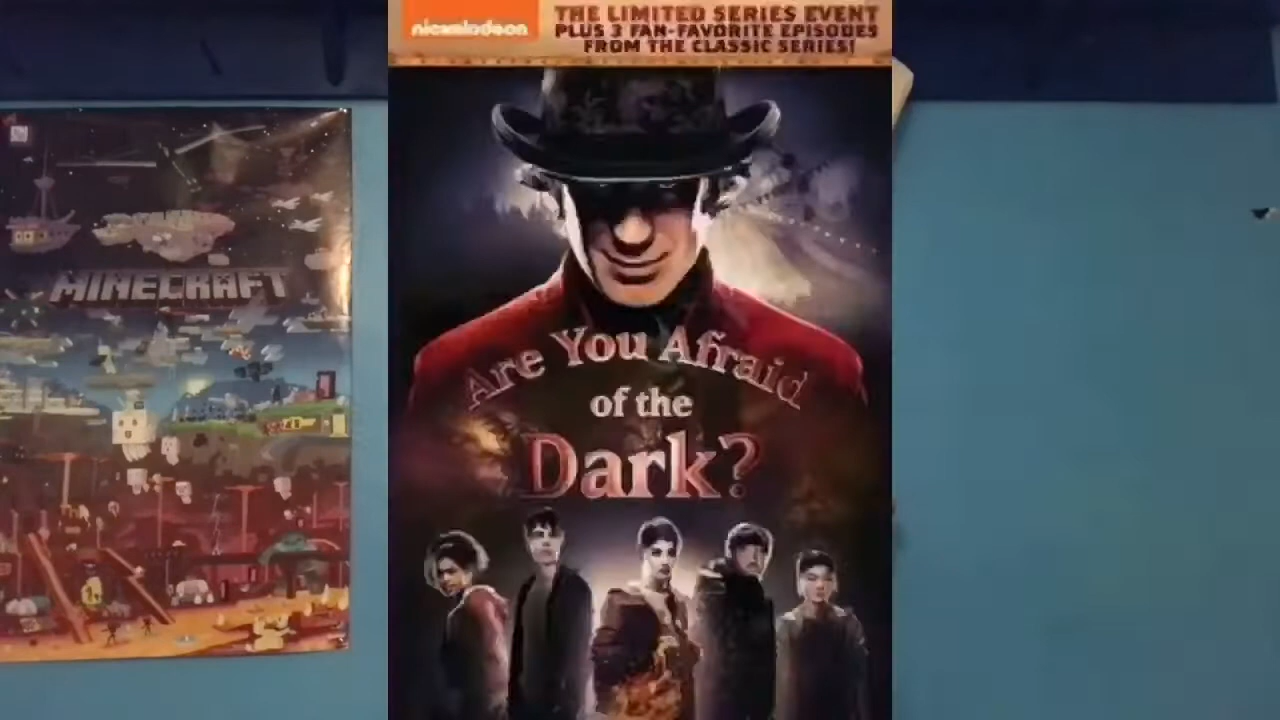 MINECRAFT
nickelodeon
THE LIMITED SERIES EVENT
PLUS 3 FAN-FAVORITE EPISODES
FROM THE CLASSIC SERIES!
Are You Afraid
of the
Dark?